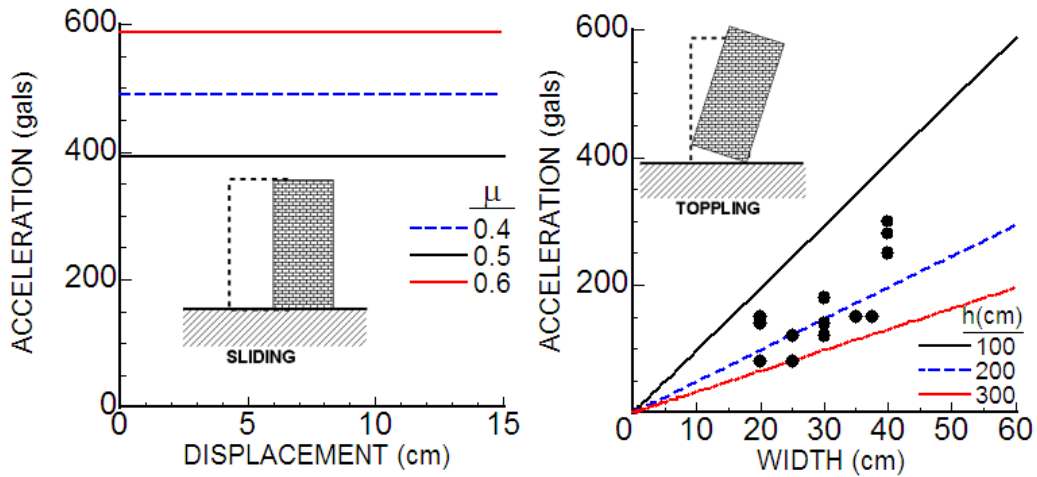 ACCELERATION (gals)
600
400
200
0
0 5 10 15
DISPLACEMENT (cm)
SLIDING
μ
0.4
0.5
0.6
ACCELERATION (gals)
600
400
200
0 10 20 30 40 50 60
WIDTH (cm)
TOPPLING
h(cm)
100
200
300